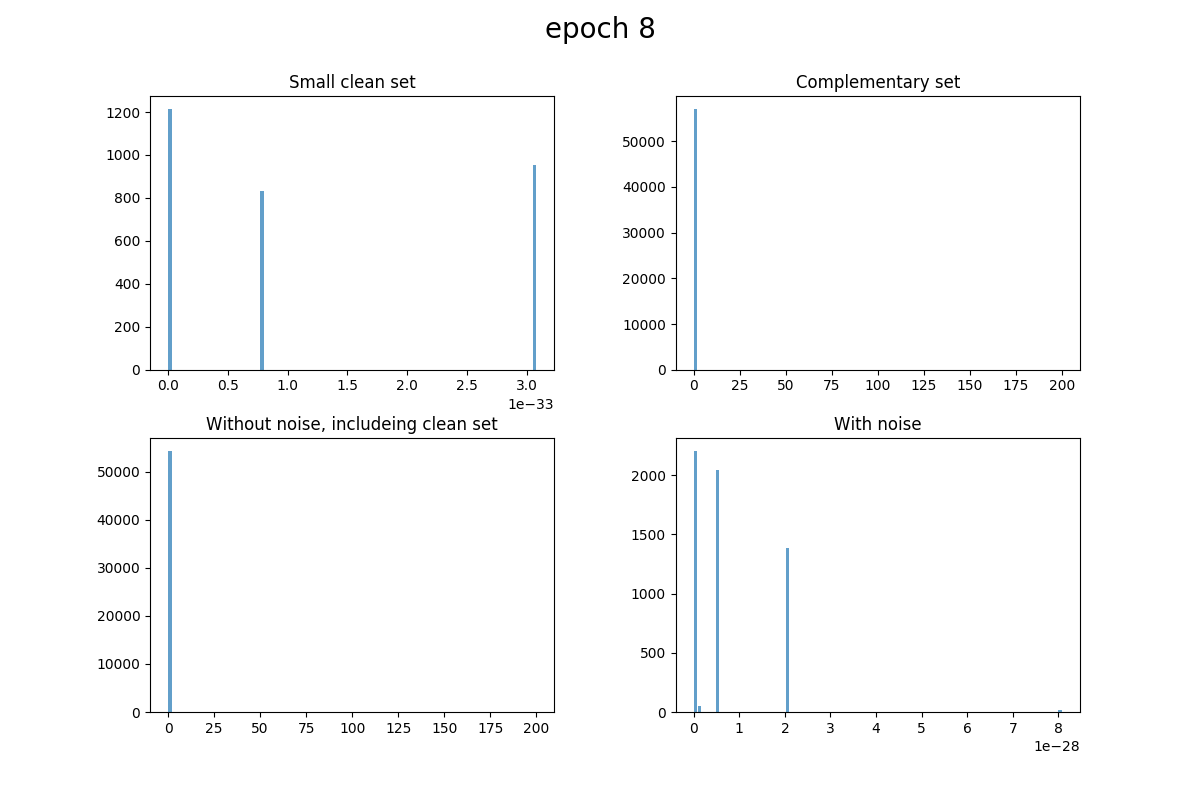 epoch 8
Small clean set
1200
1000
800
600
400
200
0
0.0 0.5 1.0 1.5 2.0 2.5 3.0
1e−33
Complementary set
50000
40000
30000
20000
10000
0
0 25 50 75 100 125 150 175 200
Without noise, includeing clean set
50000
40000
30000
20000
10000
0
0 25 50 75 100 125 150 175 200
With noise
2000
1500
1000
500
0
0 1 2 3 4 5 6 7 8
1e−28